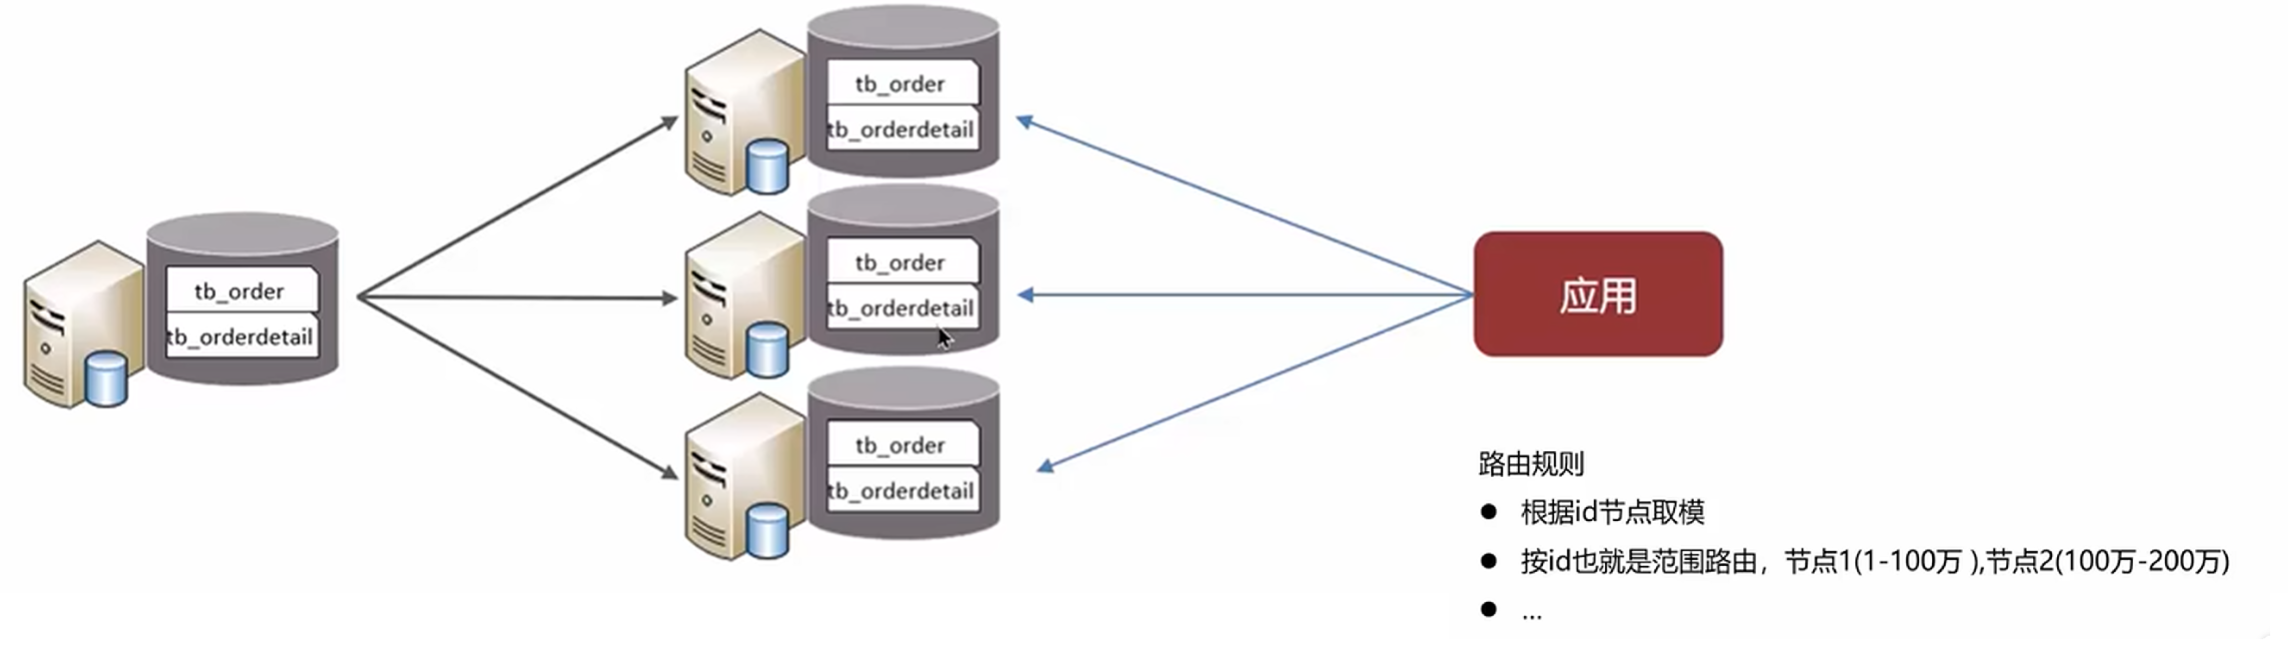 tb_order
tb_orderdetail
tb_order
tb_orderdetail
tb_order
tb_orderdetail
tb_order
tb_orderdetail
应用
路由规则
● 根据id节点取模
● 按id也就是范围路由，节点1(1-100万 ),节点2(100万-200万)
● ...